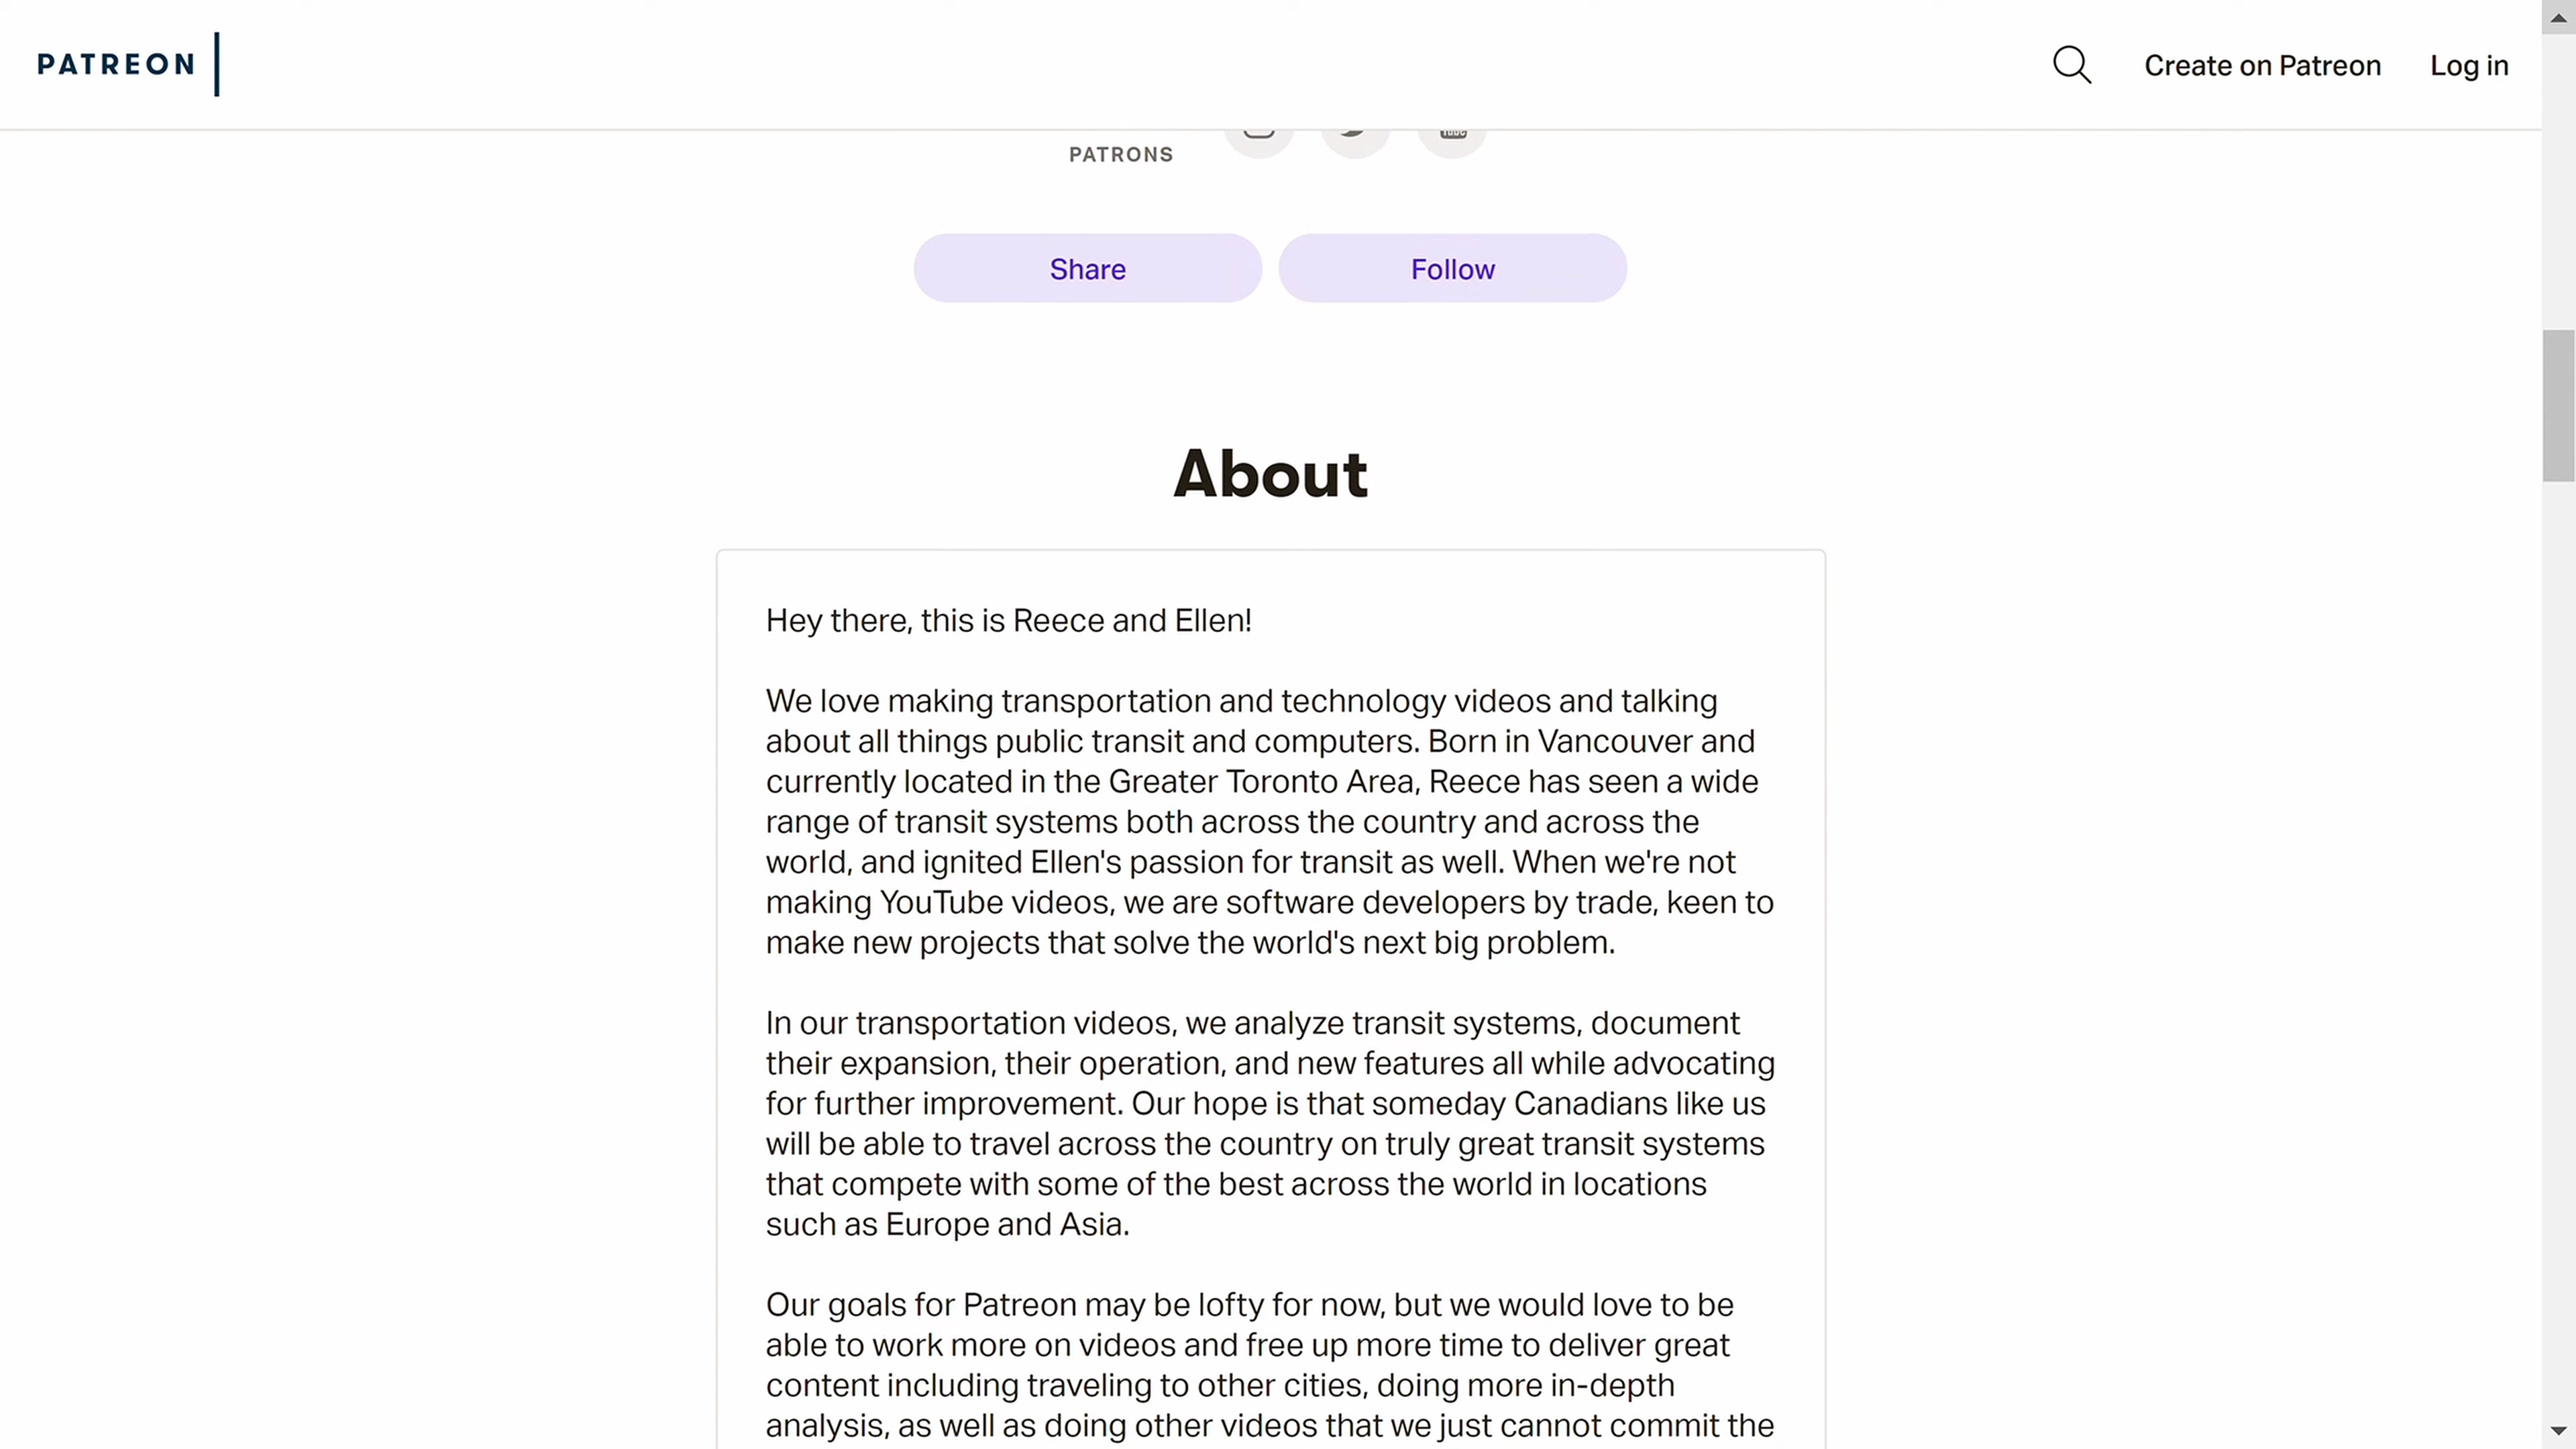 PATREON
Create on Patreon
Log in
PATRONS
Share
Follow
About
Hey there, this is Reece and Ellen!
We love making transportation and technology videos and talking
about all things public transit and computers. Born in Vancouver and
currently located in the Greater Toronto Area, Reece has seen a wide
range of transit systems both across the country and across the
world, and ignited Ellen's passion for transit as well. When we're not
making YouTube videos, we are software developers by trade, keen to
make new projects that solve the world's next big problem.
In our transportation videos, we analyze transit systems, document
their expansion, their operation, and new features all while advocating
for further improvement. Our hope is that someday Canadians like us
will be able to travel across the country on truly great transit systems
that compete with some of the best across the world in locations
such as Europe and Asia.
Our goals for Patreon may be lofty for now, but we would love to be
able to work more on videos and free up more time to deliver great
content including traveling to other cities, doing more in-depth
analysis, as well as doing other videos that we just cannot commit the